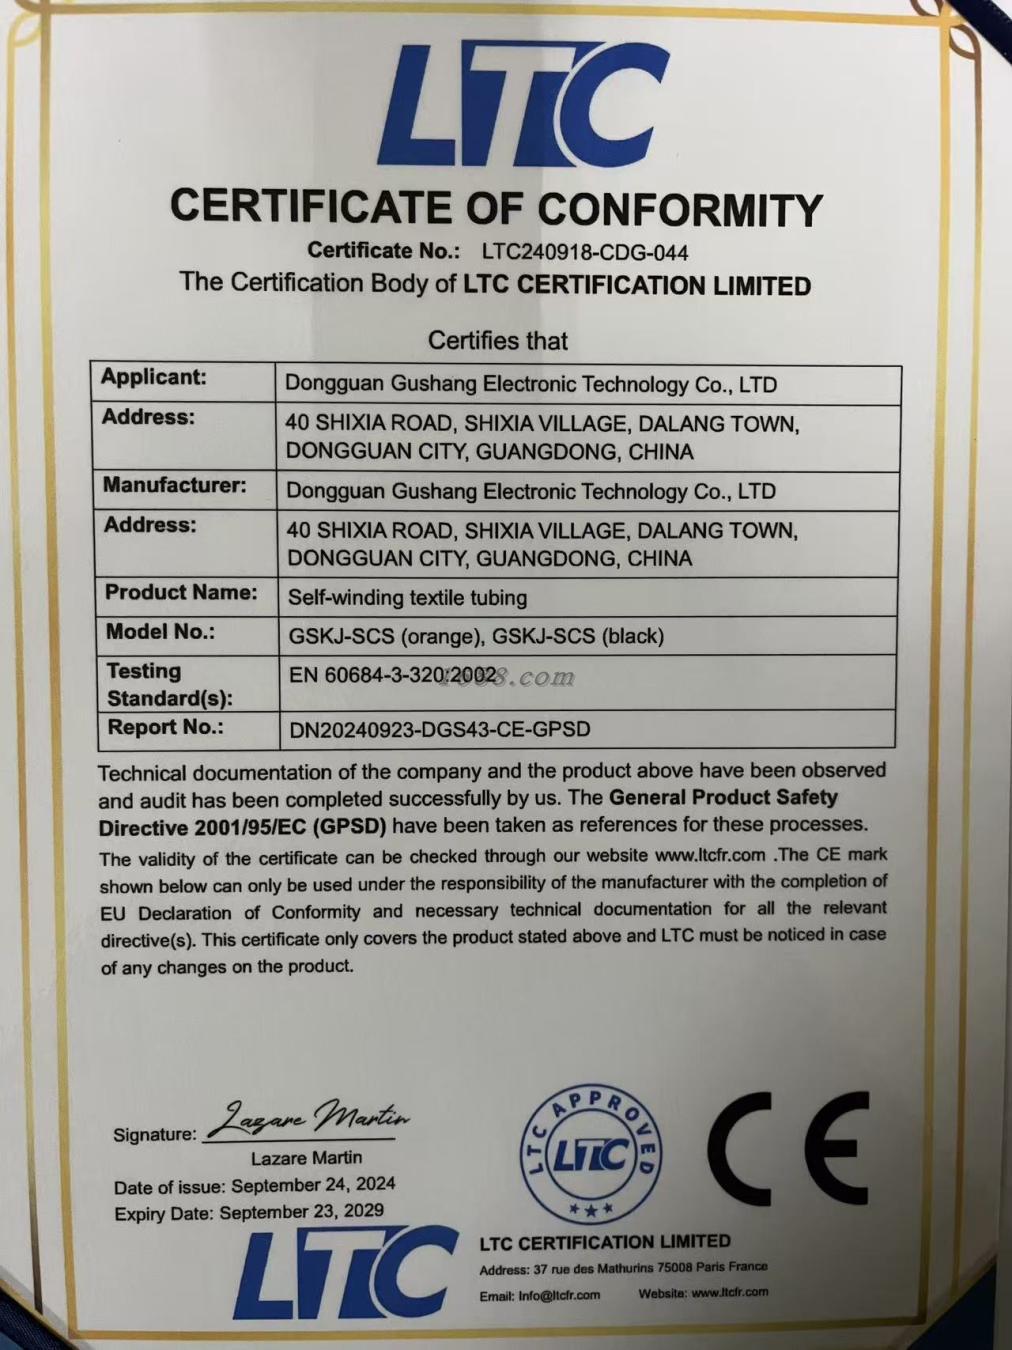 LTC
CERTIFICATE OF CONFORMITY
Certificate No.: LTC240918-CDG-044
The Certification Body of LTC CERTIFICATION LIMITED
Certifies that
Applicant: Dongguan Gushang Electronic Technology Co., LTD
Address: 40 SHIXIA ROAD, SHIXIA VILLAGE, DALANG TOWN,
DONGGUAN CITY, GUANGDONG, CHINA
Manufacturer: Dongguan Gushang Electronic Technology Co., LTD
Address: 40 SHIXIA ROAD, SHIXIA VILLAGE, DALANG TOWN,
DONGGUAN CITY, GUANGDONG, CHINA
Product Name: Self-winding textile tubing
Model No.: GSKJ-SCS (orange), GSKJ-SCS (black)
Testing
Standard(s): EN 60684-3-320:2002
1688.com
Report No.: DN20240923-DGS43-CE-GPSD
Technical documentation of the company and the product above have been observed
and audit has been completed successfully by us. The General Product Safety
Directive 2001/95/EC (GPSD) have been taken as references for these processes.
The validity of the certificate can be checked through our website www.ltcfr.com .The CE mark
shown below can only be used under the responsibility of the manufacturer with the completion of
EU Declaration of Conformity and necessary technical documentation for all the relevant
directive(s). This certificate only covers the product stated above and LTC must be noticed in case
of any changes on the product.
Signature: Lazare Martin
Lazare Martin
Date of issue: September 24, 2024
Expiry Date: September 23, 2029
LTC APPROVED
LTC
CE
LTC
LTC CERTIFICATION LIMITED
Address: 37 rue des Mathurins 75008 Paris France
Email: Info@ltcfr.com Website: www.ltcfr.com